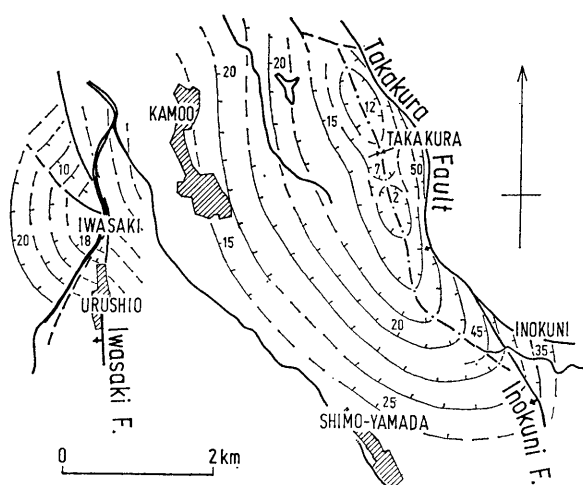 10
IWASAKI
20
18
URUSHIO
Iwasaki F.
KAMOO
20
20
15
15
12
TAKAKURA
7
50
2
Takakura Fault
20
45
INOKUNI
35
25
Inokuni F.
SHIMO-YAMADA
0 2 km